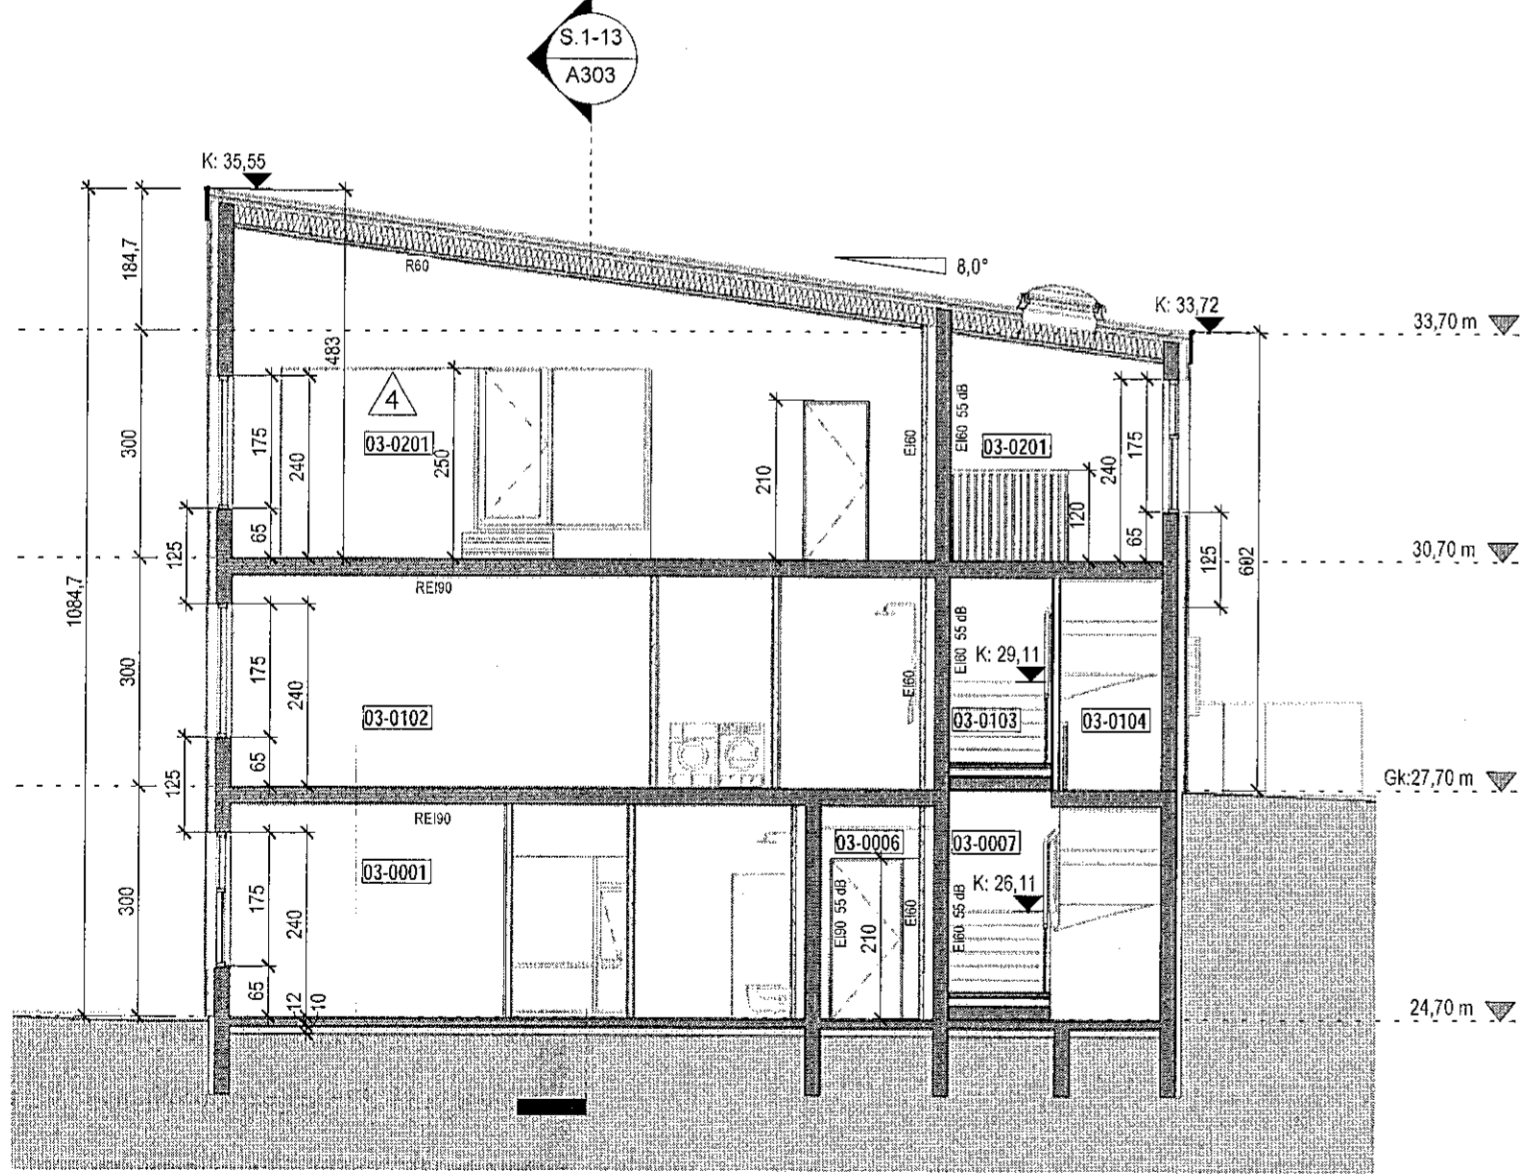 S.1-13
A303
K: 35,55
184,7
R60
8,0°
K: 33,72
33,70 m
483
4
03-0201
300
175
240
250
210
EI60
EI60 55 dB
03-0201
240
175
120
65
65
125
30,70 m
125
602
1084,7
REI90
300
175
240
03-0102
65
125
EI60
EI60 55 dB
K: 29,11
03-0103
03-0104
Gk:27,70 m
REI90
300
175
240
03-0001
65
12
10
03-0006
EI90 55 dB
210
EI60
03-0007
EI60 55 dB
K: 26,11
24,70 m